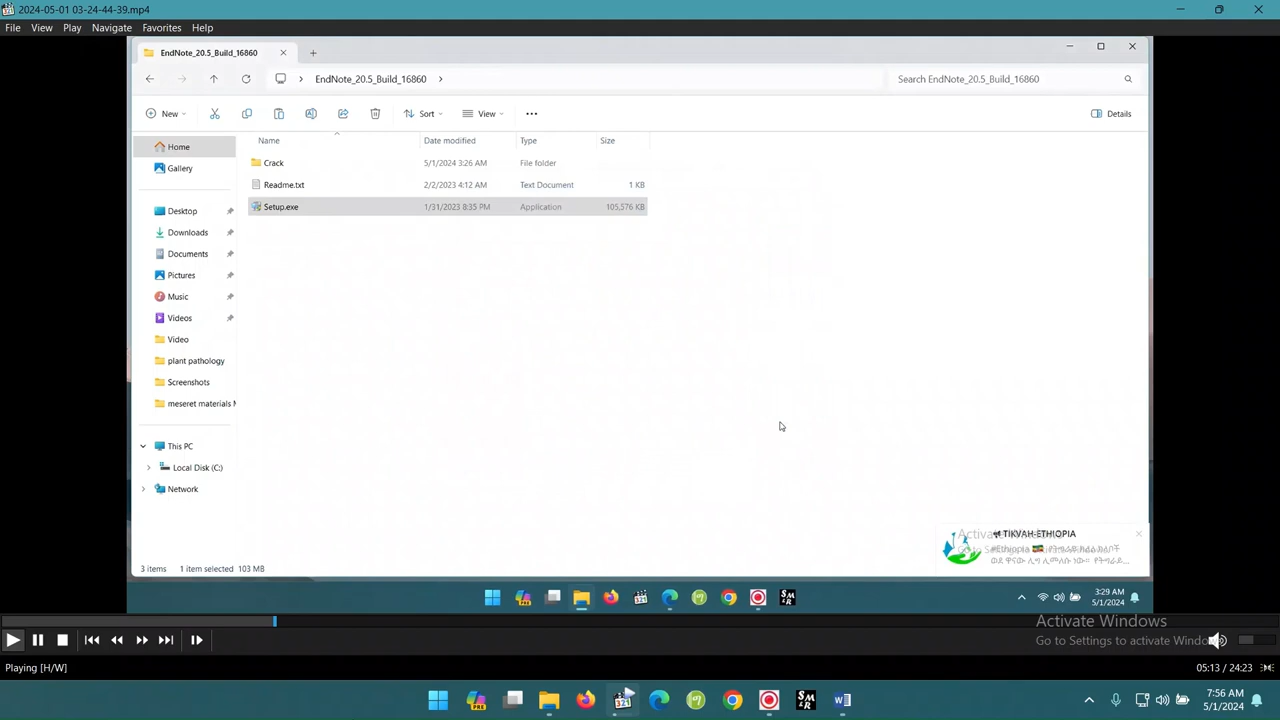 2024-05-01 03-24-44-39.mp4
File View Play Navigate Favorites Help
EndNote_20.5_Build_16860
EndNote_20.5_Build_16860
Search EndNote_20.5_Build_16860
New
Sort
View
Details
Name Date modified Type Size
Home
Gallery
Desktop
Downloads
Documents
Pictures
Music
Videos
Video
plant pathology
Screenshots
meseret materials M
This PC
Local Disk (C:)
Network
Crack 5/1/2024 3:26 AM File folder
Readme.txt 2/2/2023 4:12 AM Text Document 1 KB
Setup.exe 1/31/2023 8:35 PM Application 105,576 KB
TIKVAH-ETHIOPIA
#Ethiopia
3 items 1 item selected 103 MB
PRE
S M & R
3:29 AM
5/1/2024
Activate Windows
Go to Settings to activate Windo
Playing [H/W]
05:13 / 24:23
321
PRE
S M & R
7:56 AM
5/1/2024